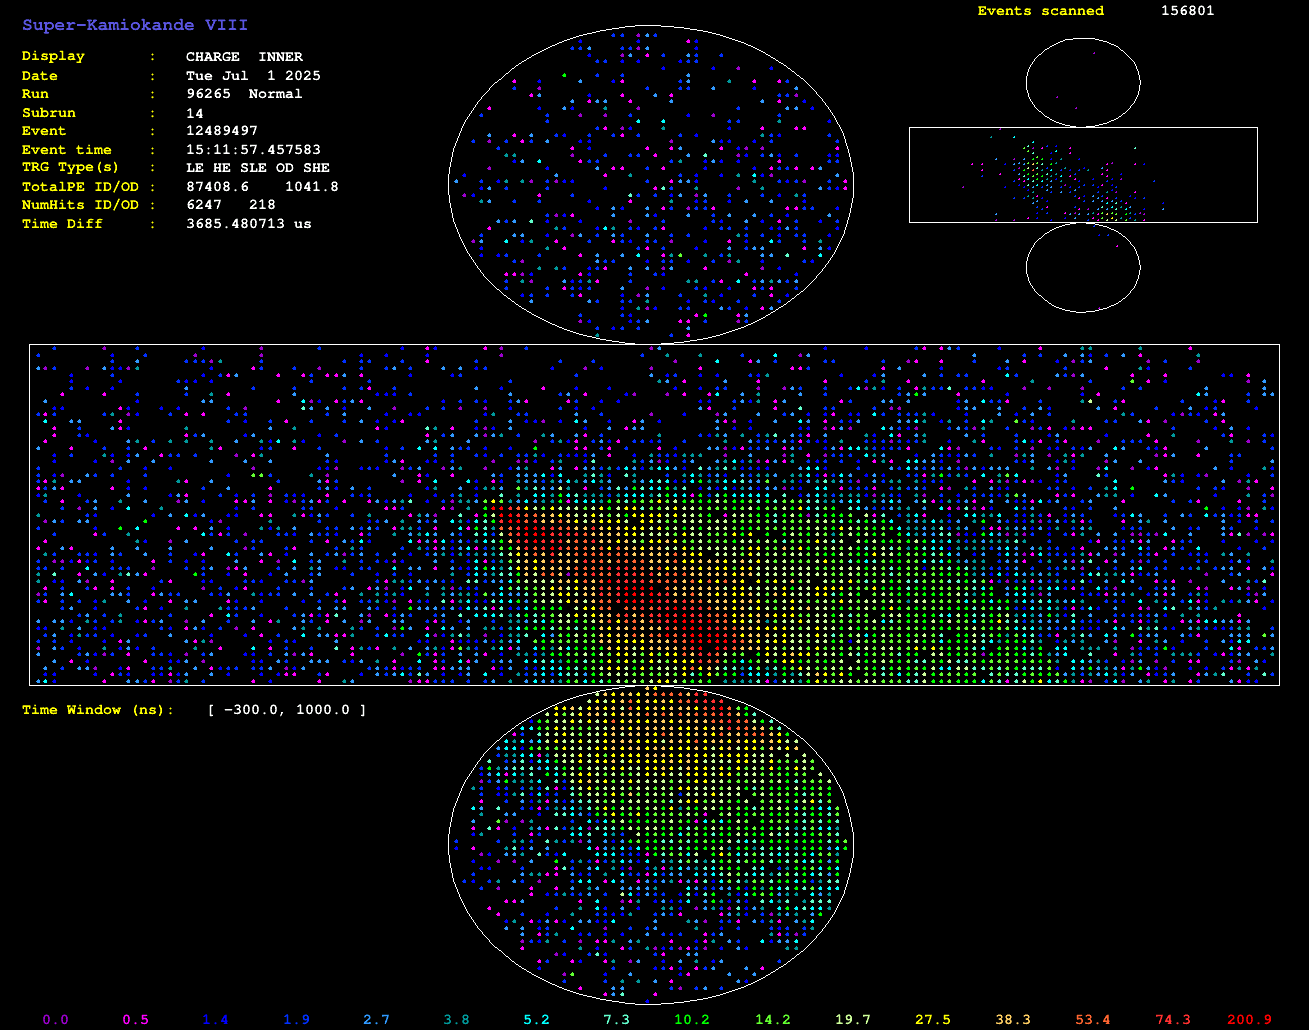 Super-Kamiokande VIII
Events scanned 156801
Display : CHARGE INNER
Date : Tue Jul 1 2025
Run : 96265 Normal
Subrun : 14
Event : 12489497
Event time : 15:11:57.457583
TRG Type(s) : LE HE SLE OD SHE
TotalPE ID/OD : 87408.6 1041.8
NumHits ID/OD : 6247 218
Time Diff : 3685.480713 us
Time Window (ns): [ -300.0, 1000.0 ]
0.0 0.5 1.4 1.9 2.7 3.8 5.2 7.3 10.2 14.2 19.7 27.5 38.3 53.4 74.3 200.9